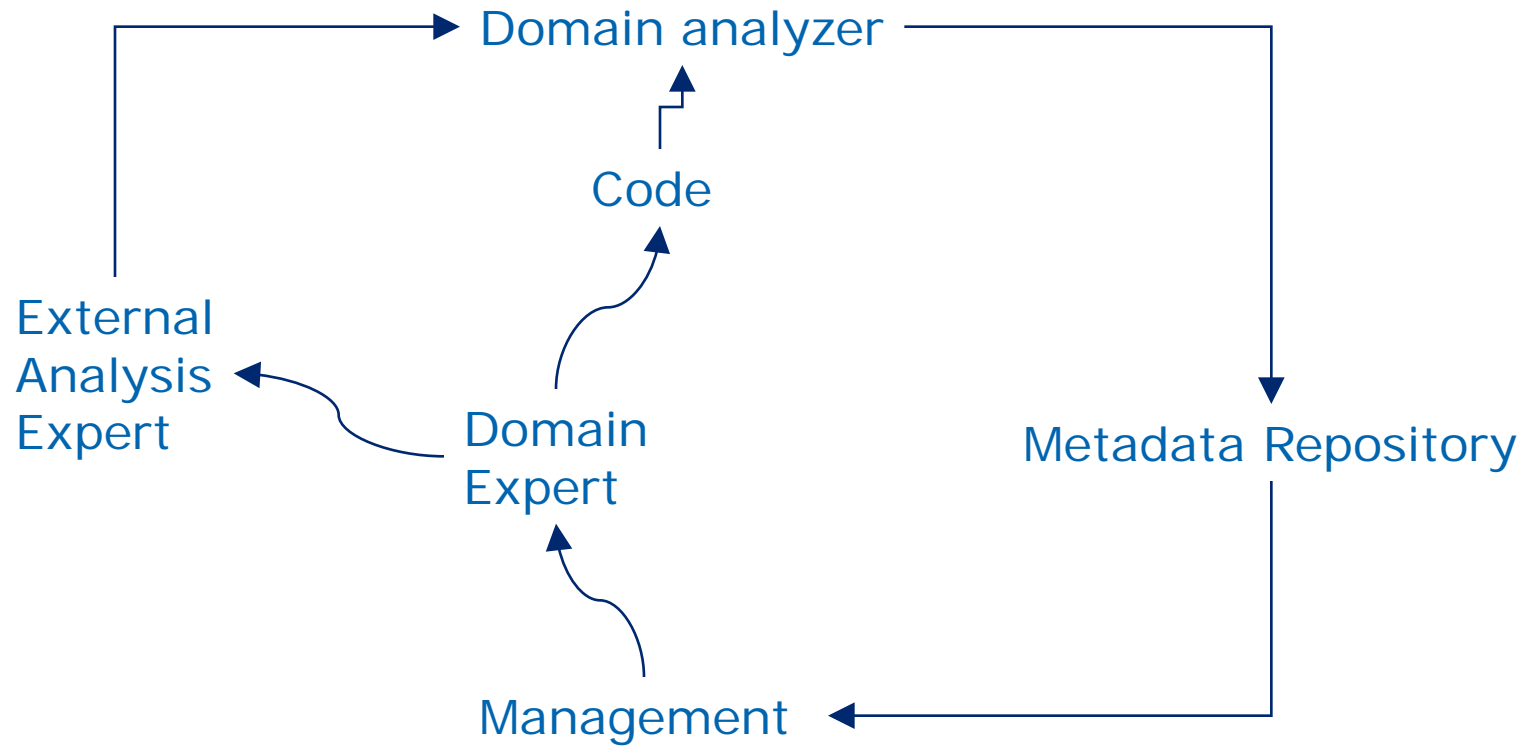 Domain analyzer
Code
External
Analysis
Expert
Domain
Expert
Metadata Repository
Management